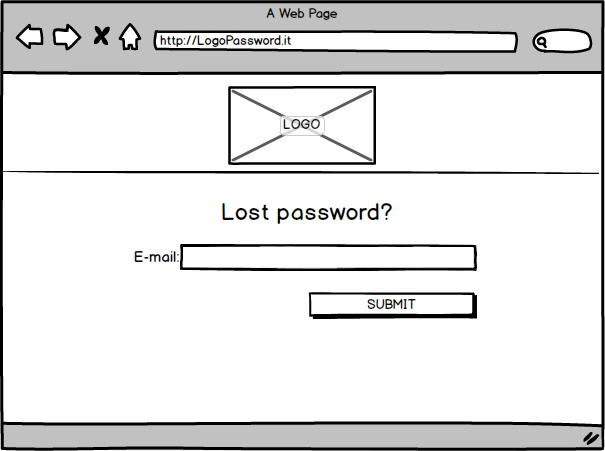 A Web Page
http://LogoPassword.it
LOGO
Lost password?
E-mail:
SUBMIT